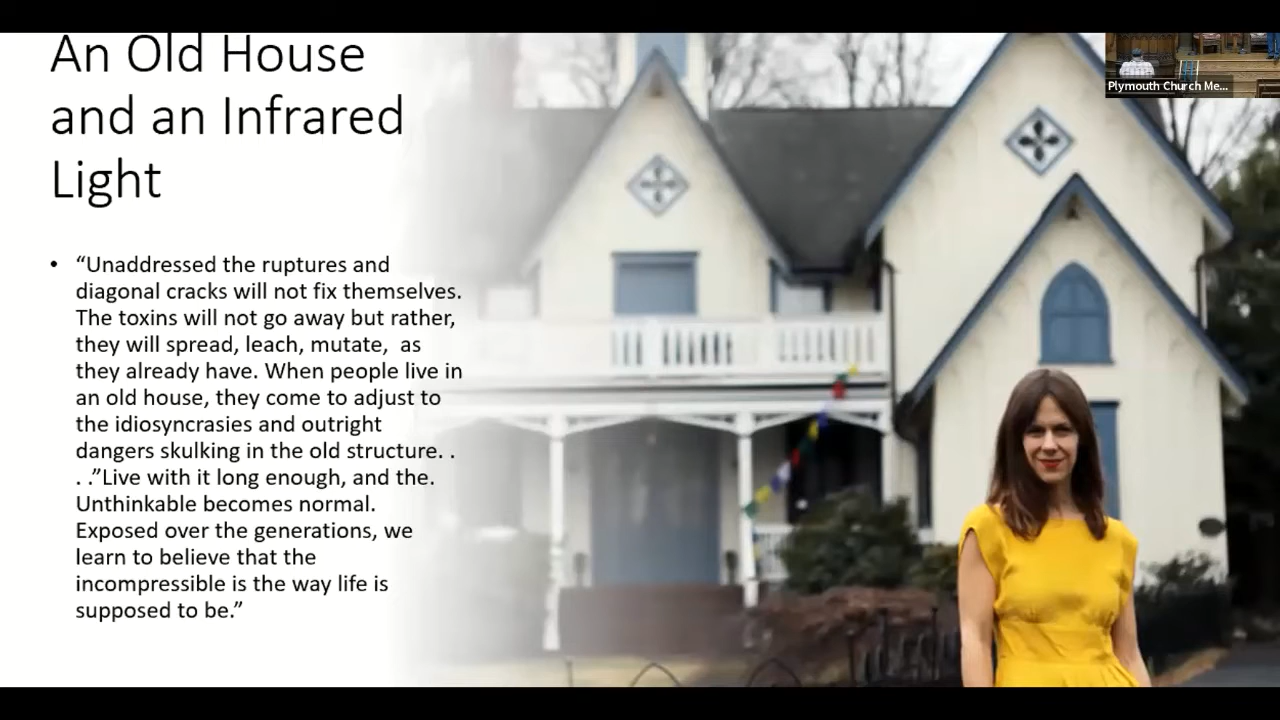 An Old House
and an Infrared
Light
• “Unaddressed the ruptures and
diagonal cracks will not fix themselves.
The toxins will not go away but rather,
they will spread, leach, mutate,  as
they already have. When people live in
an old house, they come to adjust to
the idiosyncrasies and outright
dangers skulking in the old structure. .
. .”Live with it long enough, and the.
Unthinkable becomes normal.
Exposed over the generations, we
learn to believe that the
incompressible is the way life is
supposed to be.”
Plymouth Church Me...